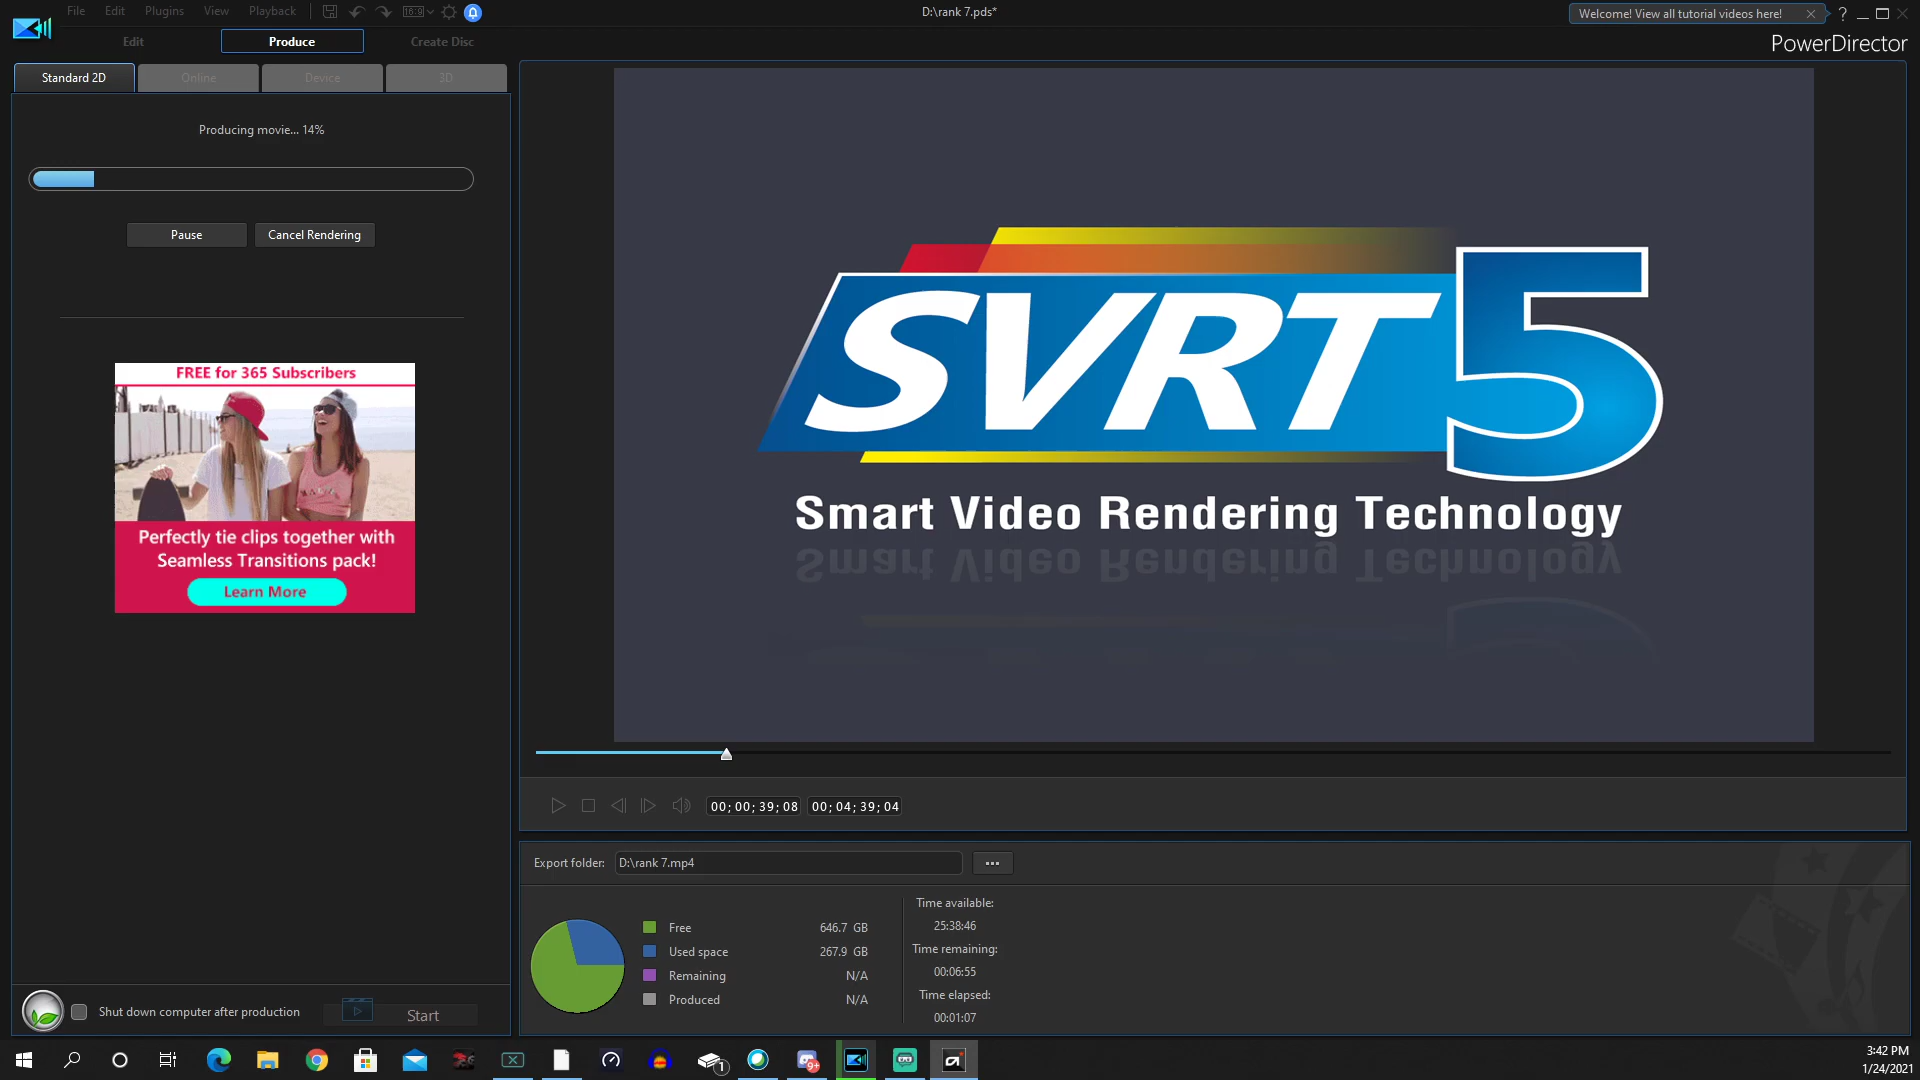 File Edit Plugins View Playback
16:9
D:\rank 7.pds*
Welcome! View all tutorial videos here!
?
Edit Produce Create Disc
PowerDirector
Standard 2D Online Device 3D
Producing movie... 14%
Pause Cancel Rendering
FREE for 365 Subscribers
Perfectly tie clips together with
Seamless Transitions pack!
Learn More
SVRT5
Smart Video Rendering Technology
00; 00; 39; 08 00; 04; 39; 04
Export folder: D:\rank 7.mp4 ...
Free 646.7 GB
Used space 267.9 GB
Remaining N/A
Produced N/A
Time available:
25:38:46
Time remaining:
00:06:55
Time elapsed:
00:01:07
Shut down computer after production
Start
1
9+
3:42 PM
1/24/2021